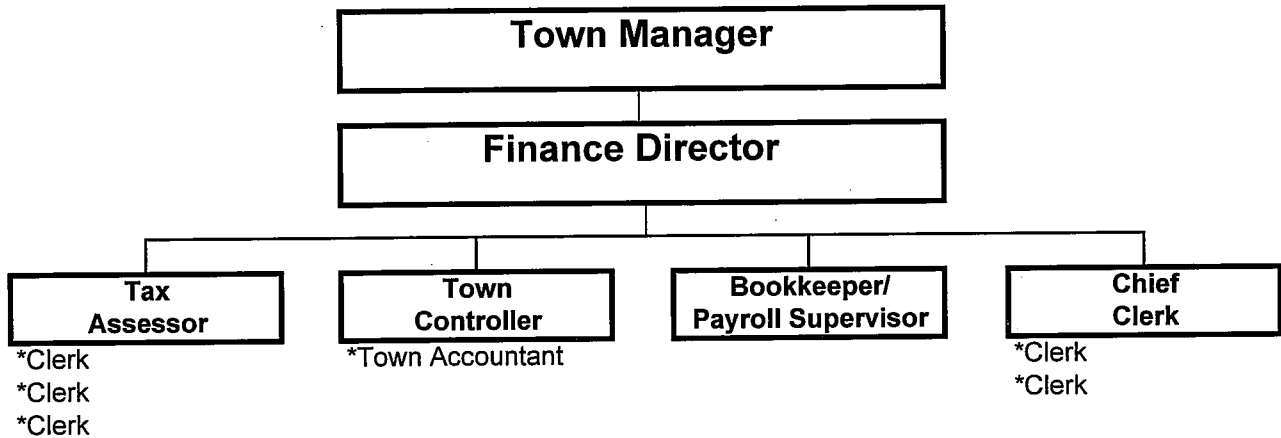 Town Manager
Finance Director
Tax
Assessor
*Clerk
*Clerk
*Clerk
Town
Controller
*Town Accountant
Bookkeeper/
Payroll Supervisor
Chief
Clerk
*Clerk
*Clerk